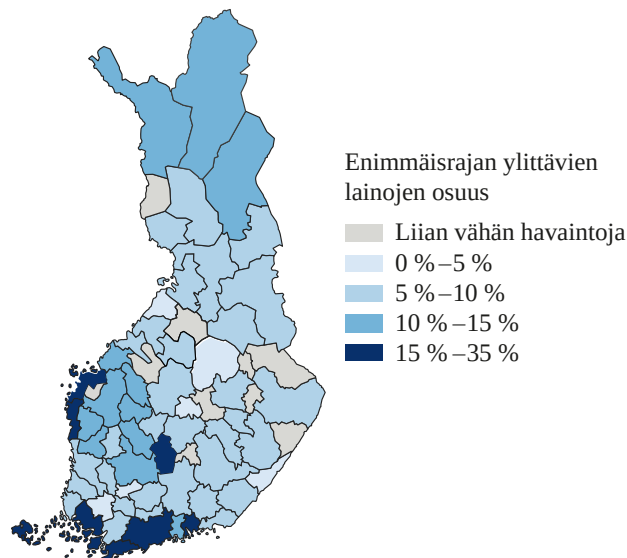 Enimmäisrajan ylittävien
lainojen osuus
Liian vähän havaintoja
0 % –5 %
5 % –10 %
10 % –15 %
15 % –35 %